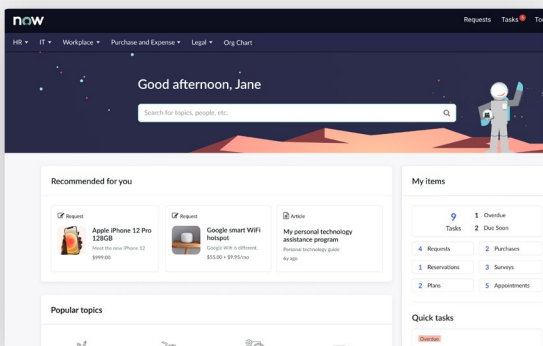 now
Requests Tasks
HR IT Workplace Purchase and Expense Legal Org Chart
Good afternoon, Jane
Search for topics, people, etc.
Recommended for you
Request
Apple iPhone 12 Pro
128GB
Meet the new iPhone 12
$999.00
Request
Google smart WiFi
hotspot
Google Wifi is different.
$55.00 + $9.95/mo
Article
My personal technology
assistance program
Personal technology guide
My items
9
Tasks
1 Overdue
2 Due Soon
4 Requests
2 Purchases
1 Reservations
3 Surveys
2 Plans
5 Appointments
Popular topics
Quick tasks
Overdue